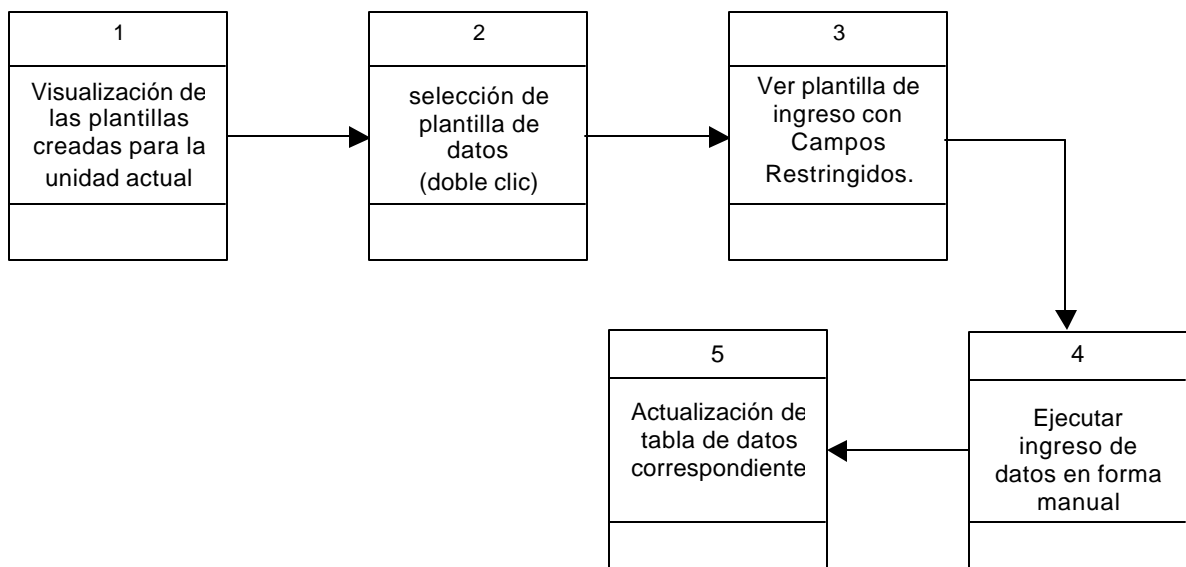 1
Visualización de
las plantillas
creadas para la
unidad actual
2
selección de
plantilla de
datos
(doble clic)
3
Ver plantilla de
ingreso con
Campos
Restringidos.
4
Ejecutar
ingreso de
datos en forma
manual
5
Actualización de
tabla de datos
correspondiente